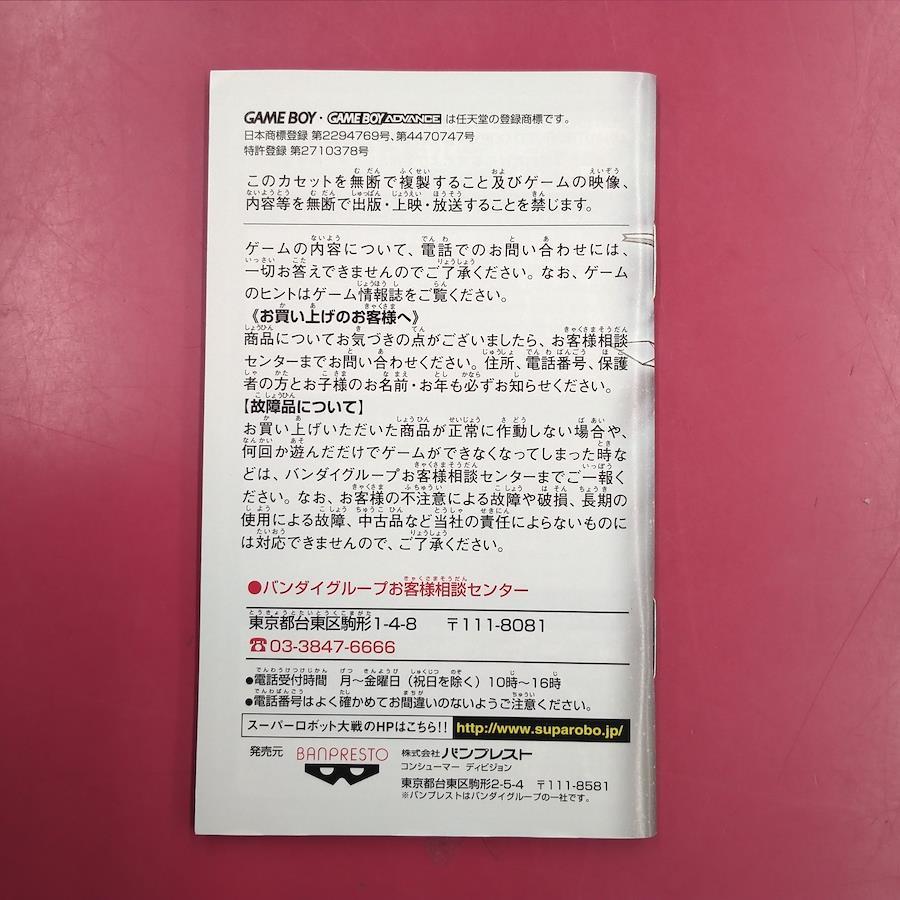 GAME BOY・GAME BOY ADVANCE は任天堂の登録商標です。
日本商標登録 第2294769号、第4470747号
特許登録 第2710378号
このカセットを無断で複製すること及びゲームの映像、
内容等を無断で出版・上映・放送することを禁じます。
ゲームの内容について、電話でのお問い合わせには、
一切お答えできませんのでご了承ください。なお、ゲーム
のヒントはゲーム情報誌をご覧ください。
《お買い上げのお客様へ》
商品についてお気づきの点がございましたら、お客様相談
センターまでお問い合わせください。住所、電話番号、保護
者の方とお子様のお名前・お年も必ずお知らせください。
【故障品について】
お買い上げいただいた商品が正常に作動しない場合や、
何回か遊んだだけでゲームができなくなってしまった時な
どは、バンダイグループお客様相談センターまでご一報く
ださい。なお、お客様の不注意による故障や破損、長期の
使用による故障、中古品など当社の責任によらないものに
は対応できませんので、ご了承ください。
●バンダイグループお客様相談センター
東京都台東区駒形1-4-8 〒111-8081
☎03-3847-6666
●電話受付時間 月〜金曜日（祝日を除く）10時〜16時
●電話番号はよく確かめてお間違いのないようご注意ください。
スーパーロボット大戦のHPはこちら!! http://www.suparobo.jp/
発売元 BANPRESTO 株式会社バンプレスト
コンシューマー ディビジョン
東京都台東区駒形2-5-4 〒111-8581
※バンプレストはバンダイグループの一社です。